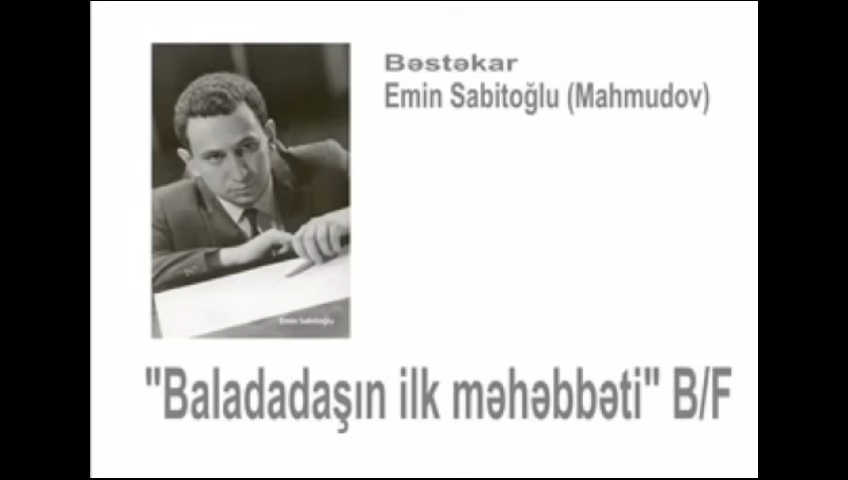 Bəstəkar
Emin Sabitoğlu (Mahmudov)
Emin Sabitoğlu
"Baladadaşın ilk məhəbbəti" B/F